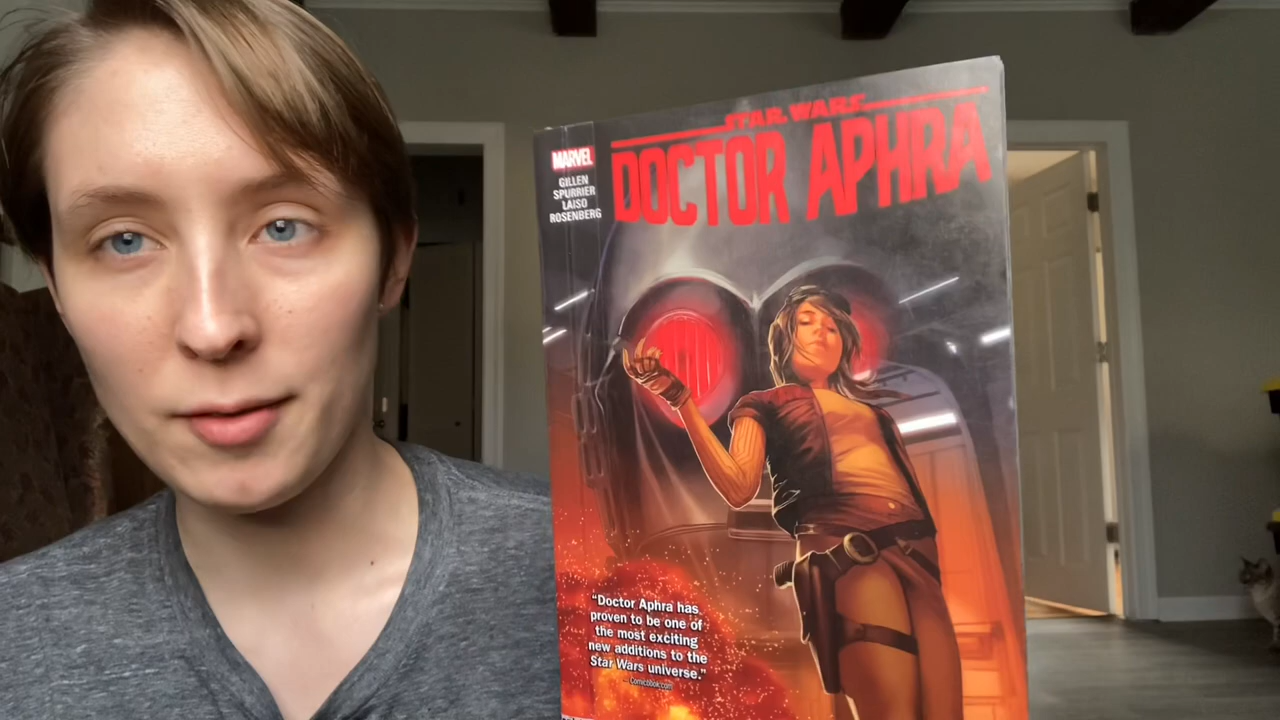 STAR WARS
DOCTOR APHRA
MARVEL
GILLEN
SPURRIER
LAISO
ROSENBERG
“Doctor Aphra has
proven to be one of
the most exciting
new additions to the
Star Wars universe.”
— Comicbook.com